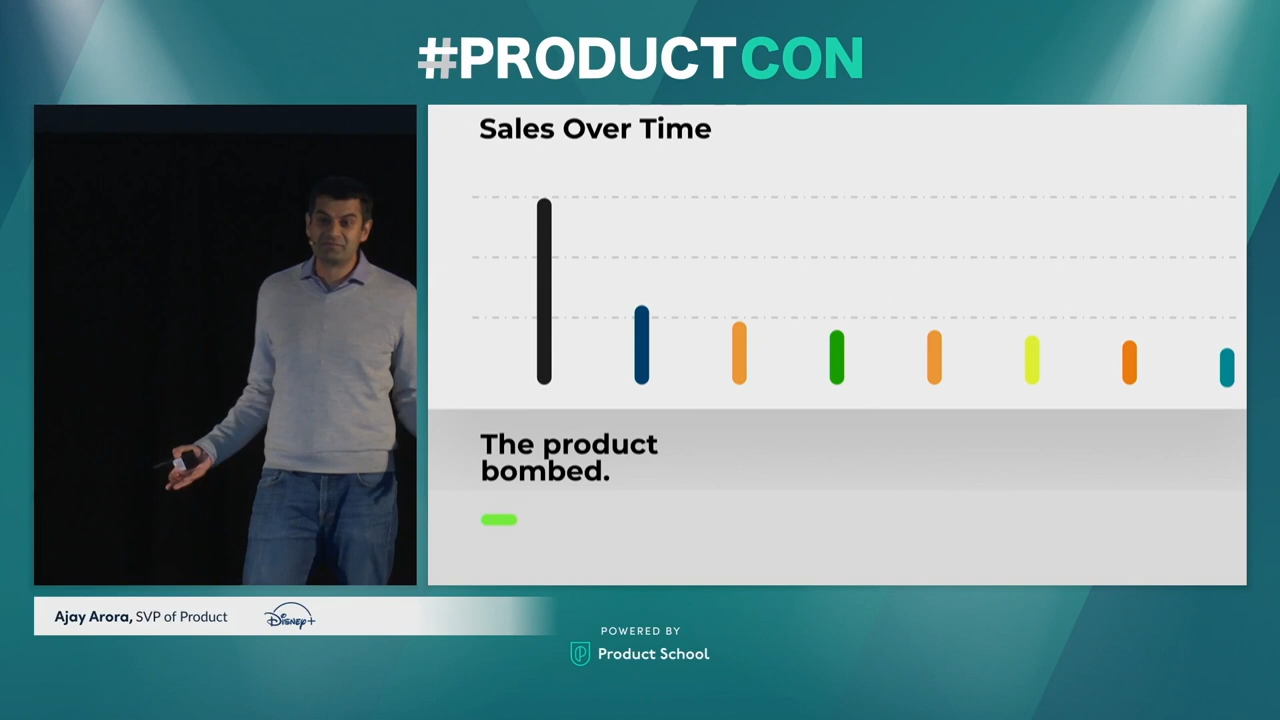 #PRODUCTCON
Sales Over Time
The product
bombed.
Ajay Arora, SVP of Product
Disney+
POWERED BY
Product School